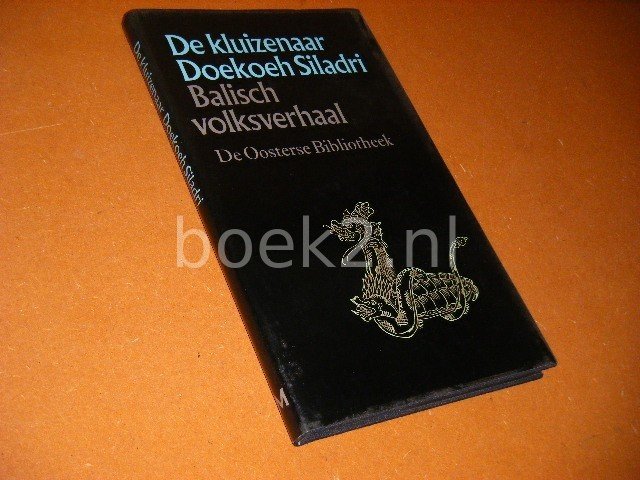 De kluizenaar
Doekoeh Siladri
Balisch
volksverhaal
De Oosterse Bibliotheek
De kluizenaar Doekoeh Siladri
M
boek2.nl